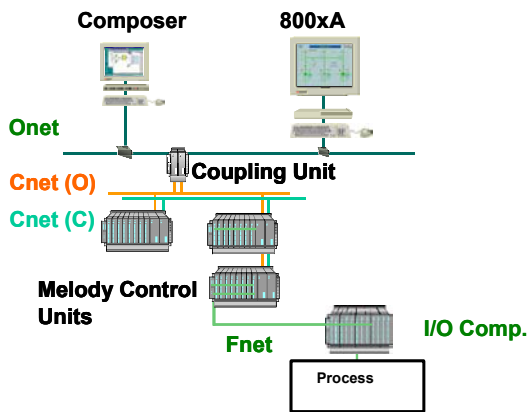 Composer
800xA
Onet
Coupling Unit
Cnet (O)
Cnet (C)
Melody Control
Units
Fnet
I/O Comp.
Process